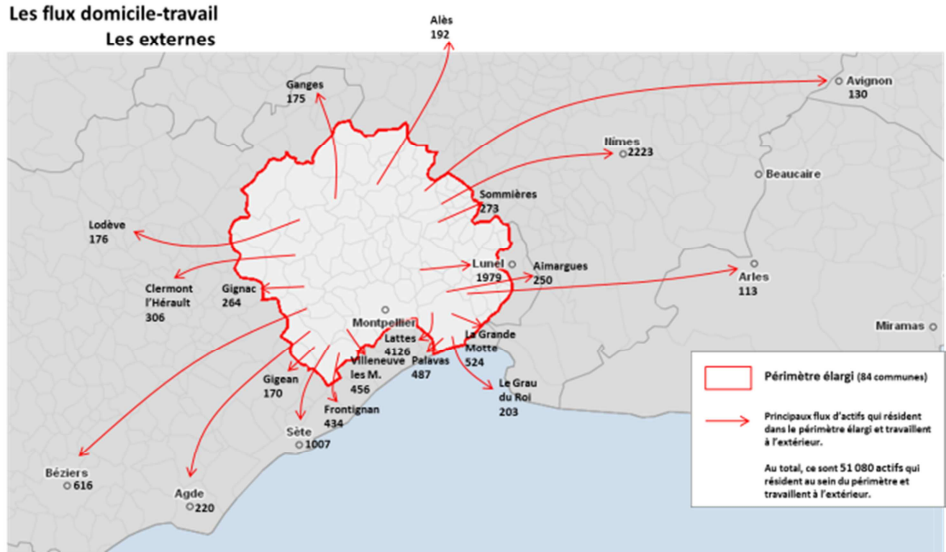 Les flux domicile-travail
Les externes
Alès
192
Ganges
175
Avignon
130
Nîmes
2223
Beaucaire
Sommières
273
Lodève
176
Lunel
1979
Aimargues
250
Arles
113
Clermont
l'Hérault
306
Gignac
264
Montpellier
Miramas
Lattes
4126
La Grande
Motte
524
Villeneuve
les M.
456
Palavas
487
Gigean
170
Le Grau
du Roi
203
Frontignan
434
Sète
1007
Béziers
616
Agde
220
Périmètre élargi (84 communes)
Principaux flux d'actifs qui résident
dans le périmètre élargi et travaillent
à l'extérieur.
Au total, ce sont 51 080 actifs qui
résident au sein du périmètre et
travaillent à l'extérieur.